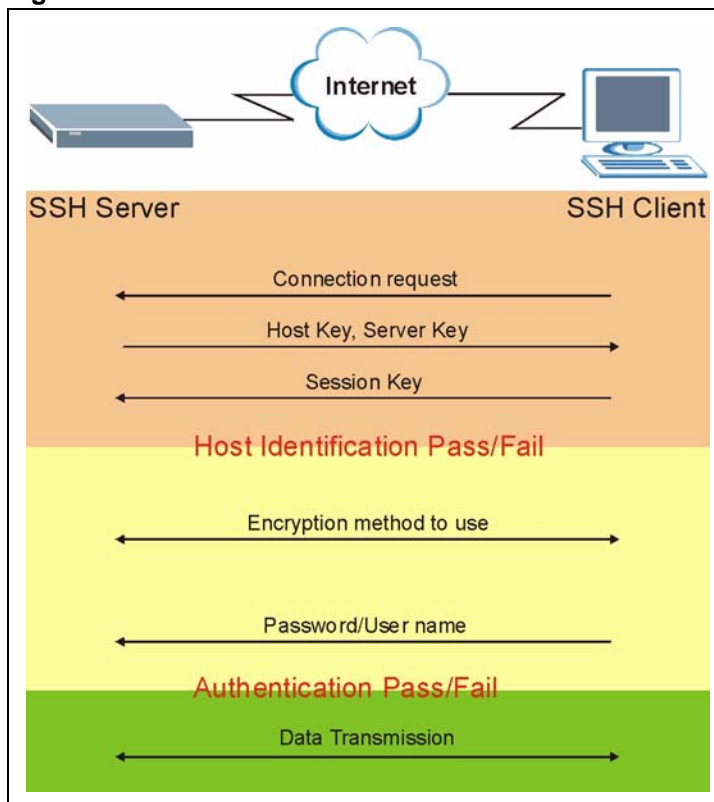 Internet
SSH Server
SSH Client
Connection request
Host Key, Server Key
Session Key
Host Identification Pass/Fail
Encryption method to use
Password/User name
Authentication Pass/Fail
Data Transmission